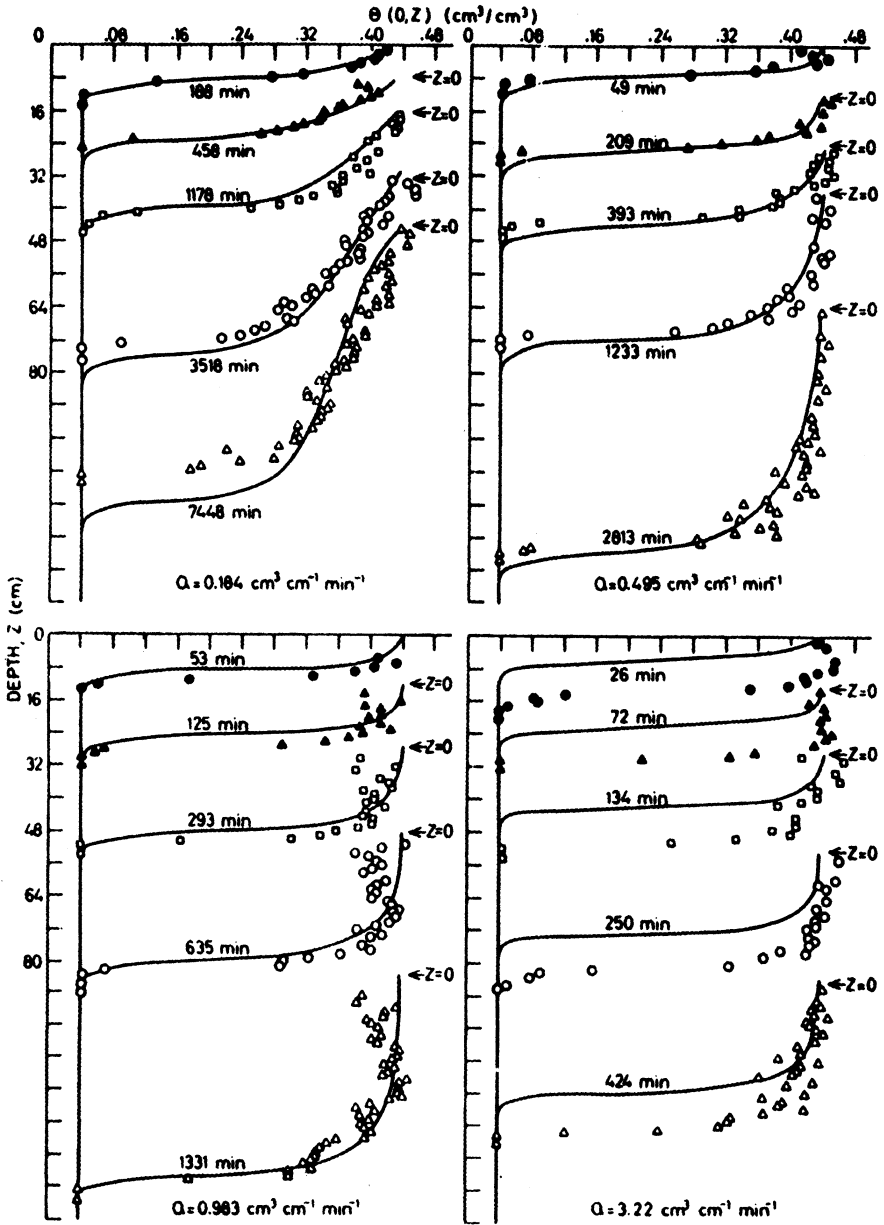 Θ (0,Z) (cm³/cm³)
0 .08 .16 .24 .32 .40 .48
.08 .16 .24 .32 .40 .48
0
16
32
48
64
80
188 min
←Z=0
458 min
←Z=0
1178 min
←Z=0
3518 min
←Z=0
7448 min
Q=0.184 cm³ cm⁻¹ min⁻¹
49 min
←Z=0
209 min
←Z=0
393 min
←Z=0
1233 min
←Z=0
2813 min
Q=0.495 cm³ cm⁻¹ min⁻¹
DEPTH, Z (cm)
0
16
32
48
64
80
53 min
←Z=0
125 min
←Z=0
293 min
←Z=0
635 min
←Z=0
1331 min
Q=0.983 cm³ cm⁻¹ min⁻¹
26 min
←Z=0
72 min
←Z=0
134 min
←Z=0
250 min
←Z=0
424 min
Q=3.22 cm³ cm⁻¹ min⁻¹